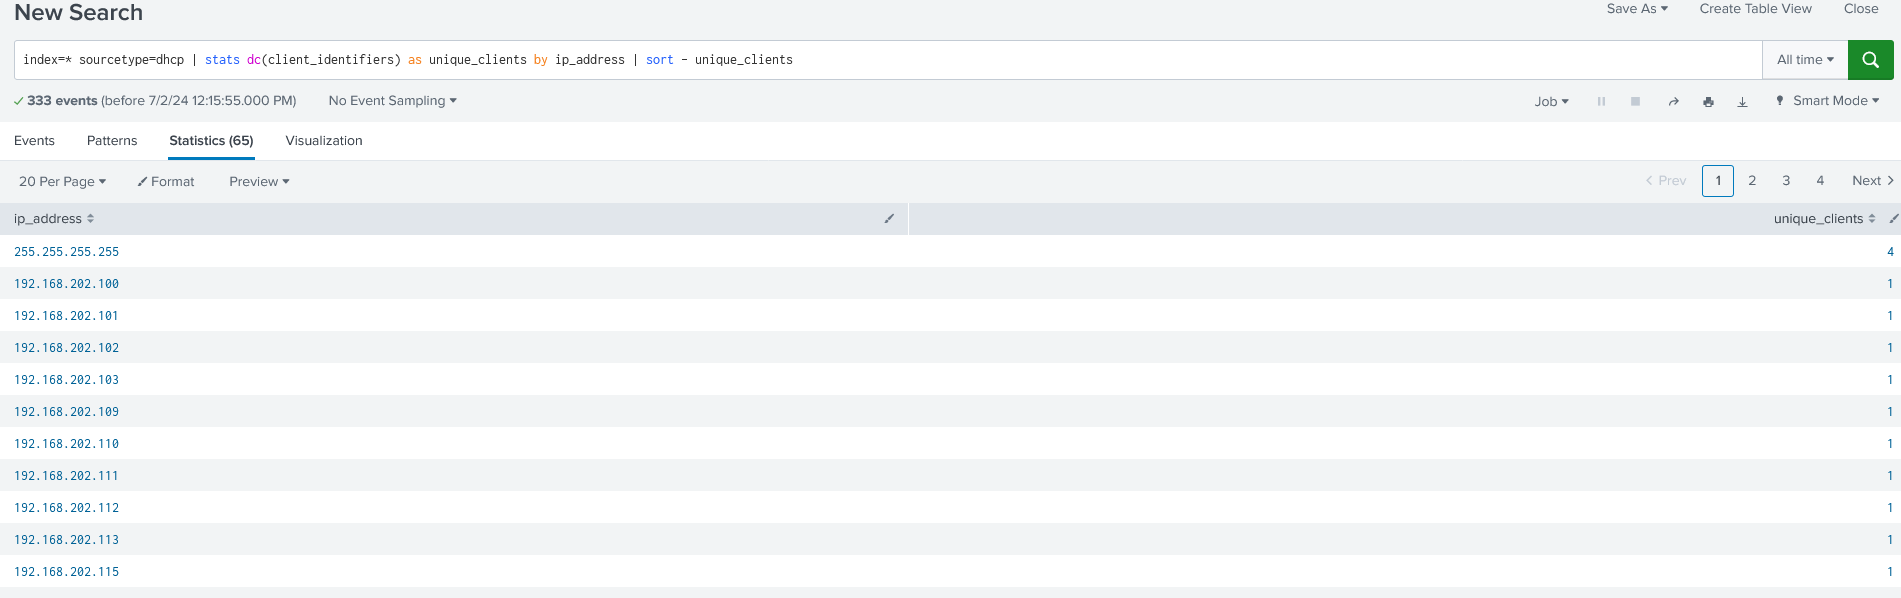 New Search
Save As Create Table View Close
index=* sourcetype=dhcp | stats dc(client_identifiers) as unique_clients by ip_address | sort - unique_clients
All time
333 events (before 7/2/24 12:15:55.000 PM) No Event Sampling
Job Smart Mode
Events Patterns Statistics (65) Visualization
20 Per Page Format Preview
< Prev 1 2 3 4 Next >
ip_address unique_clients
255.255.255.255 4
192.168.202.100 1
192.168.202.101 1
192.168.202.102 1
192.168.202.103 1
192.168.202.109 1
192.168.202.110 1
192.168.202.111 1
192.168.202.112 1
192.168.202.113 1
192.168.202.115 1